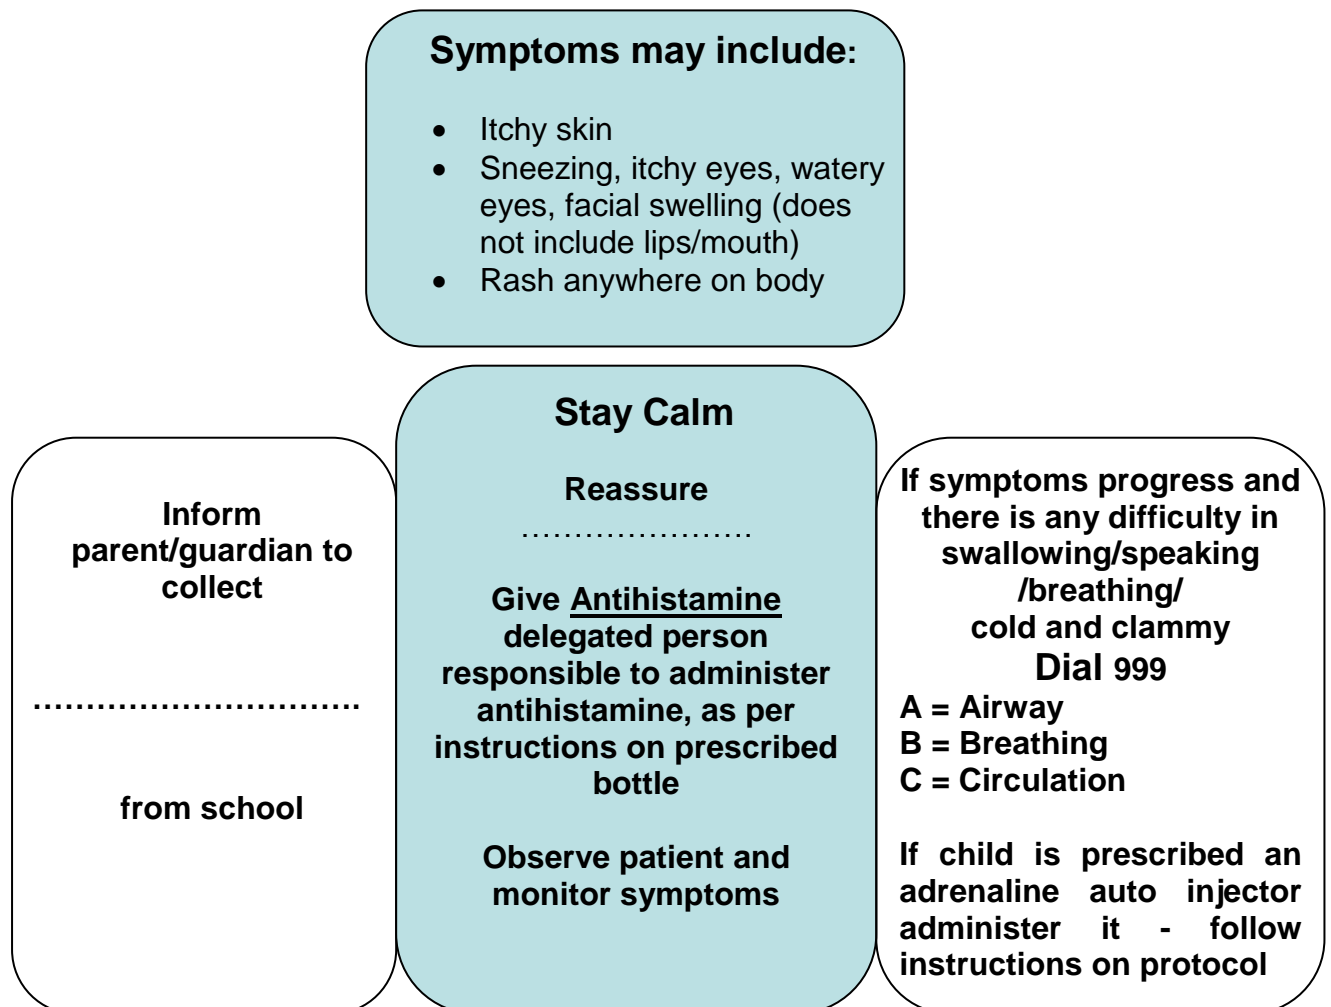 Symptoms may include:
• Itchy skin
• Sneezing, itchy eyes, watery
eyes, facial swelling (does
not include lips/mouth)
• Rash anywhere on body
Inform
parent/guardian to
collect
…………………………….
from school
Stay Calm
Reassure
………………….
Give Antihistamine
delegated person
responsible to administer
antihistamine, as per
instructions on prescribed
bottle
Observe patient and
monitor symptoms
If symptoms progress and
there is any difficulty in
swallowing/speaking
/breathing/
cold and clammy
Dial 999
A = Airway
B = Breathing
C = Circulation
If child is prescribed an
adrenaline auto injector
administer it - follow
instructions on protocol